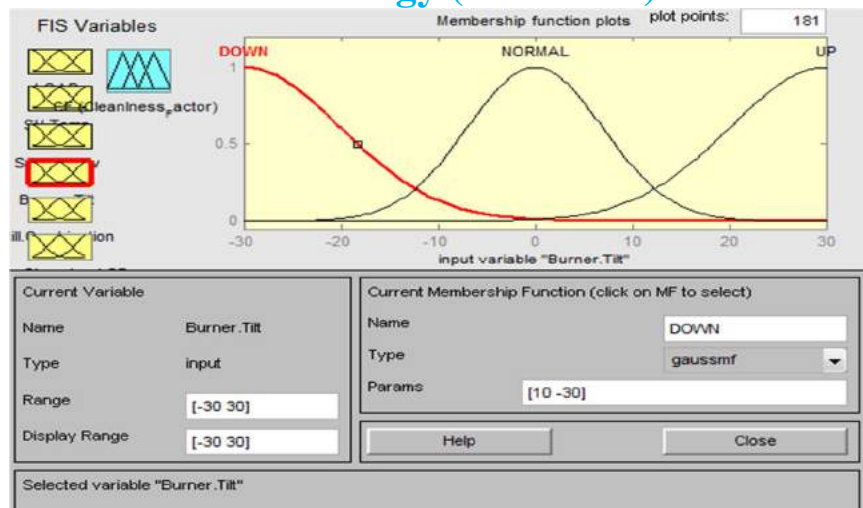 gy (
FIS Variables
Membership function plots
plot points:
181
DOWN
NORMAL
UP
(Cleanliness
actor)
1
0.5
0
-30
-20
-10
0
10
20
30
input variable "Burner.Tilt"
Current Variable
Name
Burner.Tilt
Type
input
Range
[-30 30]
Display Range
[-30 30]
Current Membership Function (click on MF to select)
Name
DOWN
Type
gaussmf
Params
[10 -30]
Help
Close
Selected variable "Burner.Tilt"